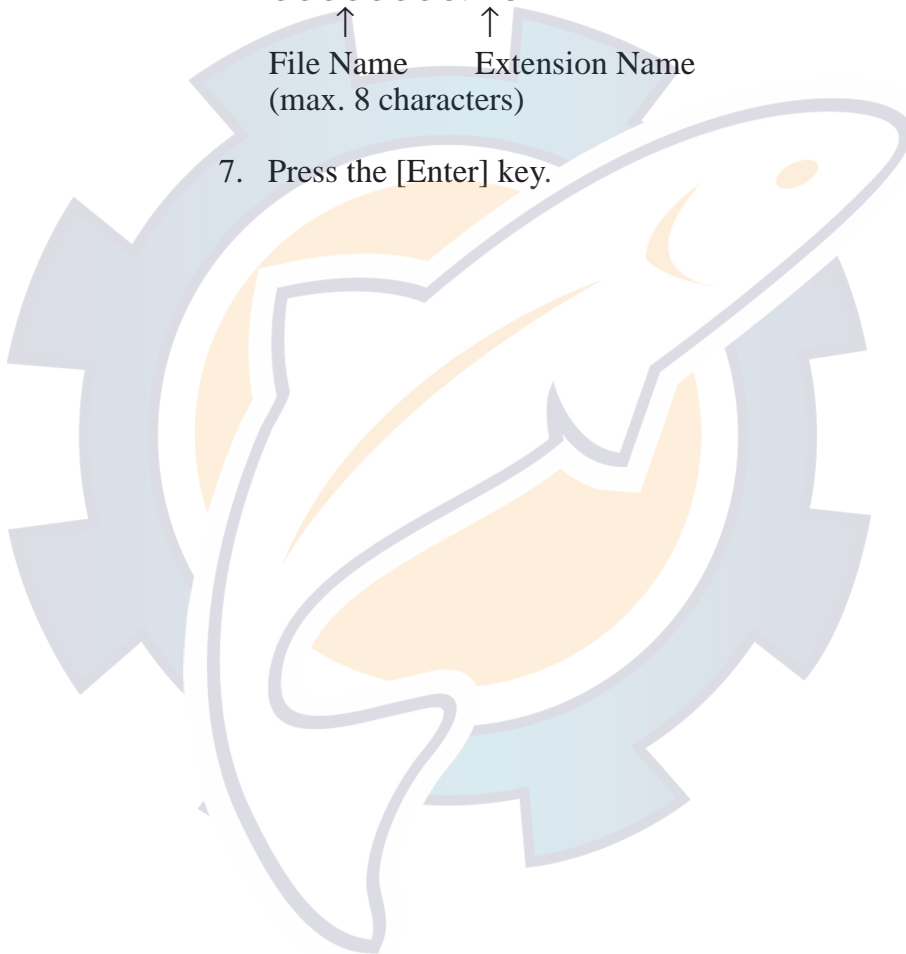 ↑ ↑
File Name Extension Name
(max. 8 characters)
7. Press the [Enter] key.